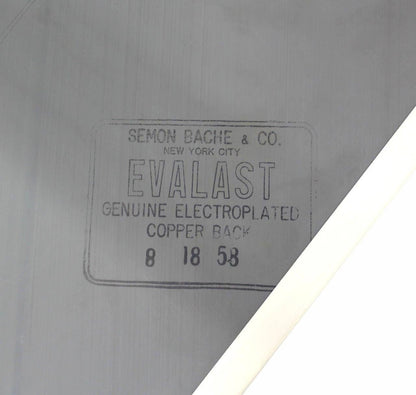 SEMON BACHE & CO.
NEW YORK CITY
EVALAST
GENUINE ELECTROPLATED
COPPER BACK
8 18 58